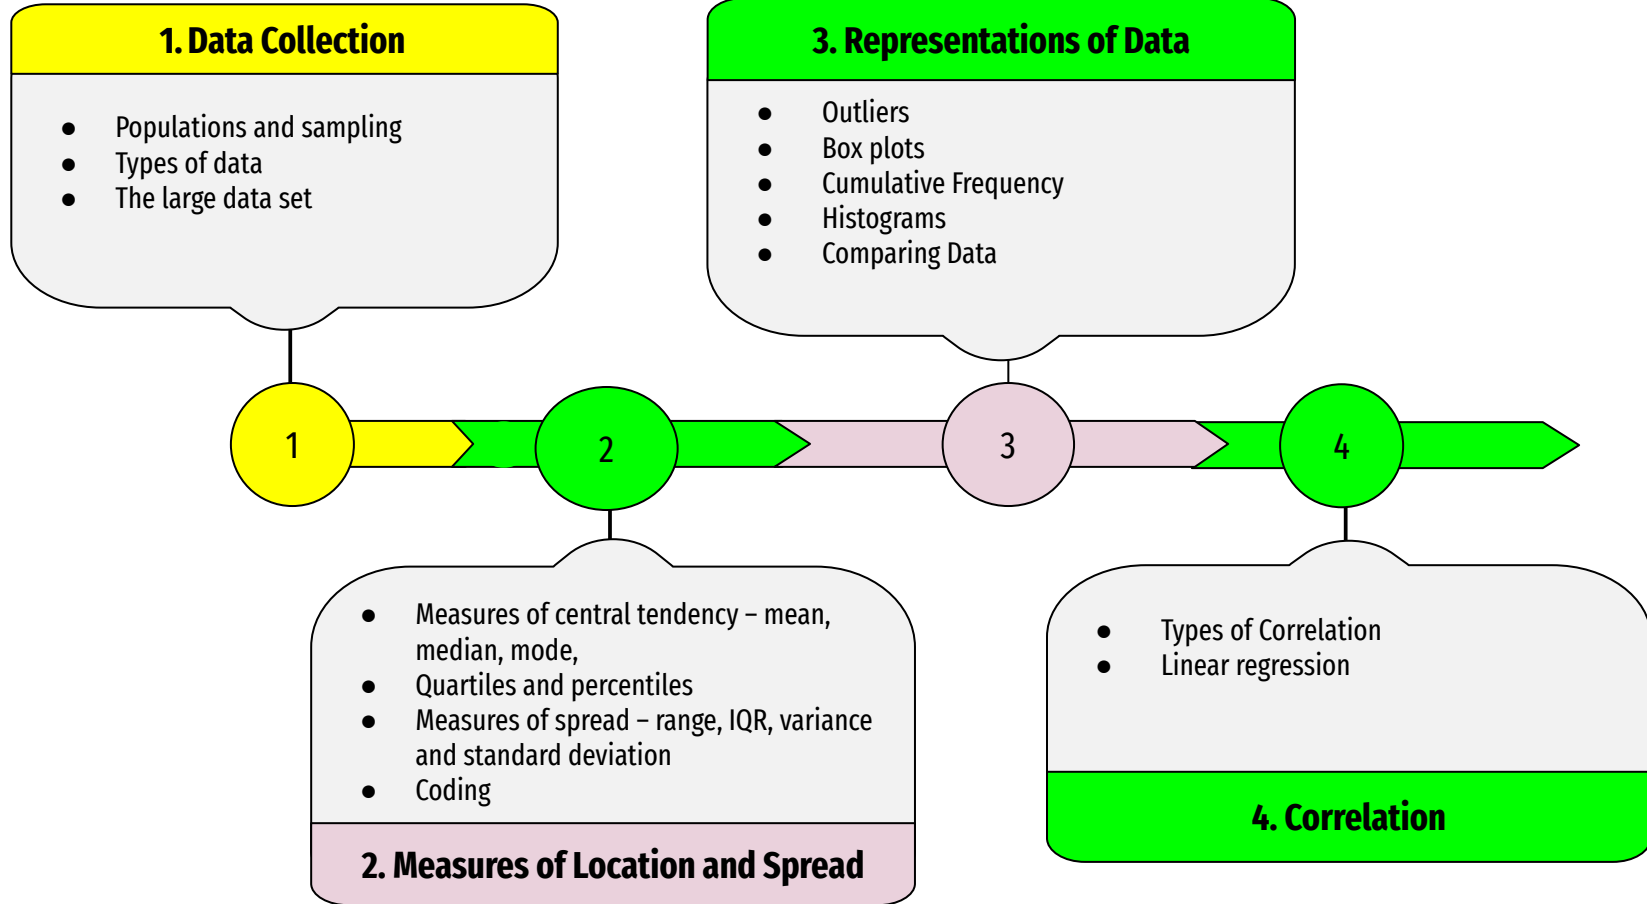 1. Data Collection
● Populations and sampling
● Types of data
● The large data set
3. Representations of Data
● Outliers
● Box plots
● Cumulative Frequency
● Histograms
● Comparing Data
1
2
3
4
● Measures of central tendency – mean,
median, mode,
● Quartiles and percentiles
● Measures of spread – range, IQR, variance
and standard deviation
● Coding
2. Measures of Location and Spread
● Types of Correlation
● Linear regression
4. Correlation